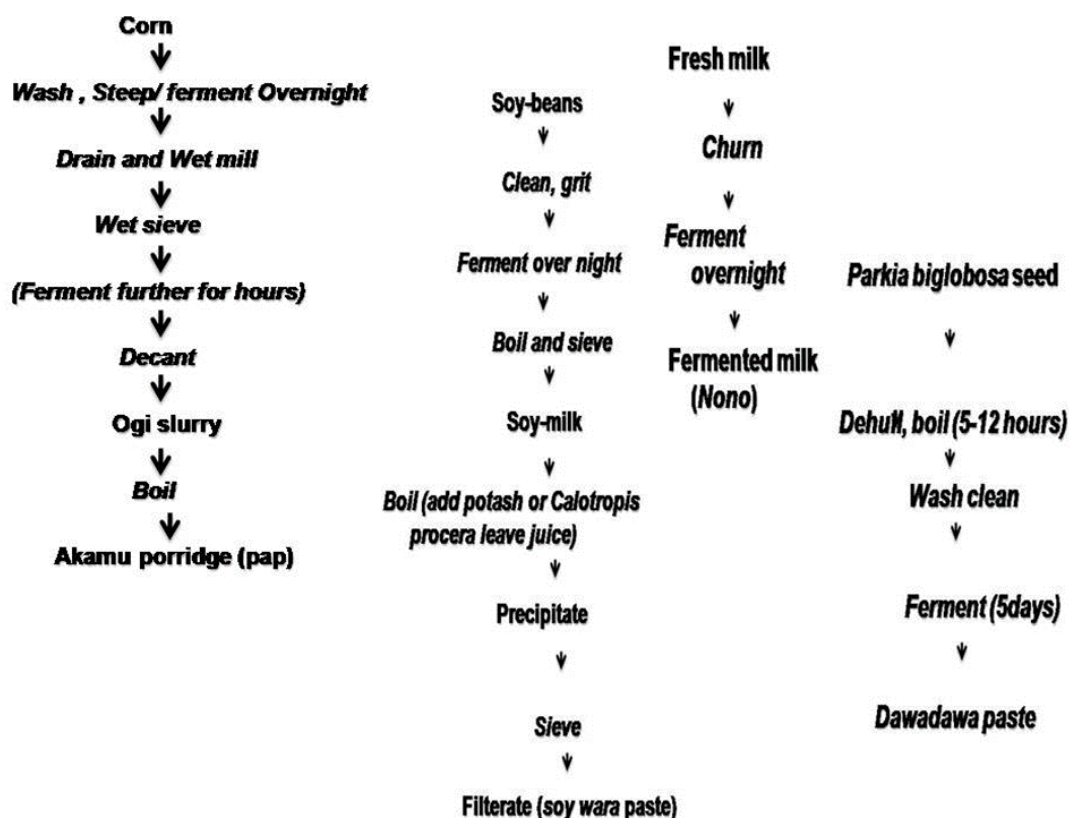 Corn
Wash , Steep/ ferment Overnight
Drain and Wet mill
Wet sieve
(Ferment further for hours)
Decant
Ogi slurry
Boil
Akamu porridge (pap)
Soy-beans
Clean, grit
Ferment over night
Boil and sieve
Soy-milk
Boil (add potash or Calotropis
procera leave juice)
Precipitate
Sieve
Filterate (soy wara paste)
Fresh milk
Churn
Ferment
overnight
Fermented milk
(Nono)
Parkia biglobosa seed
Dehull, boil (5-12 hours)
Wash clean
Ferment (5days)
Dawadawa paste